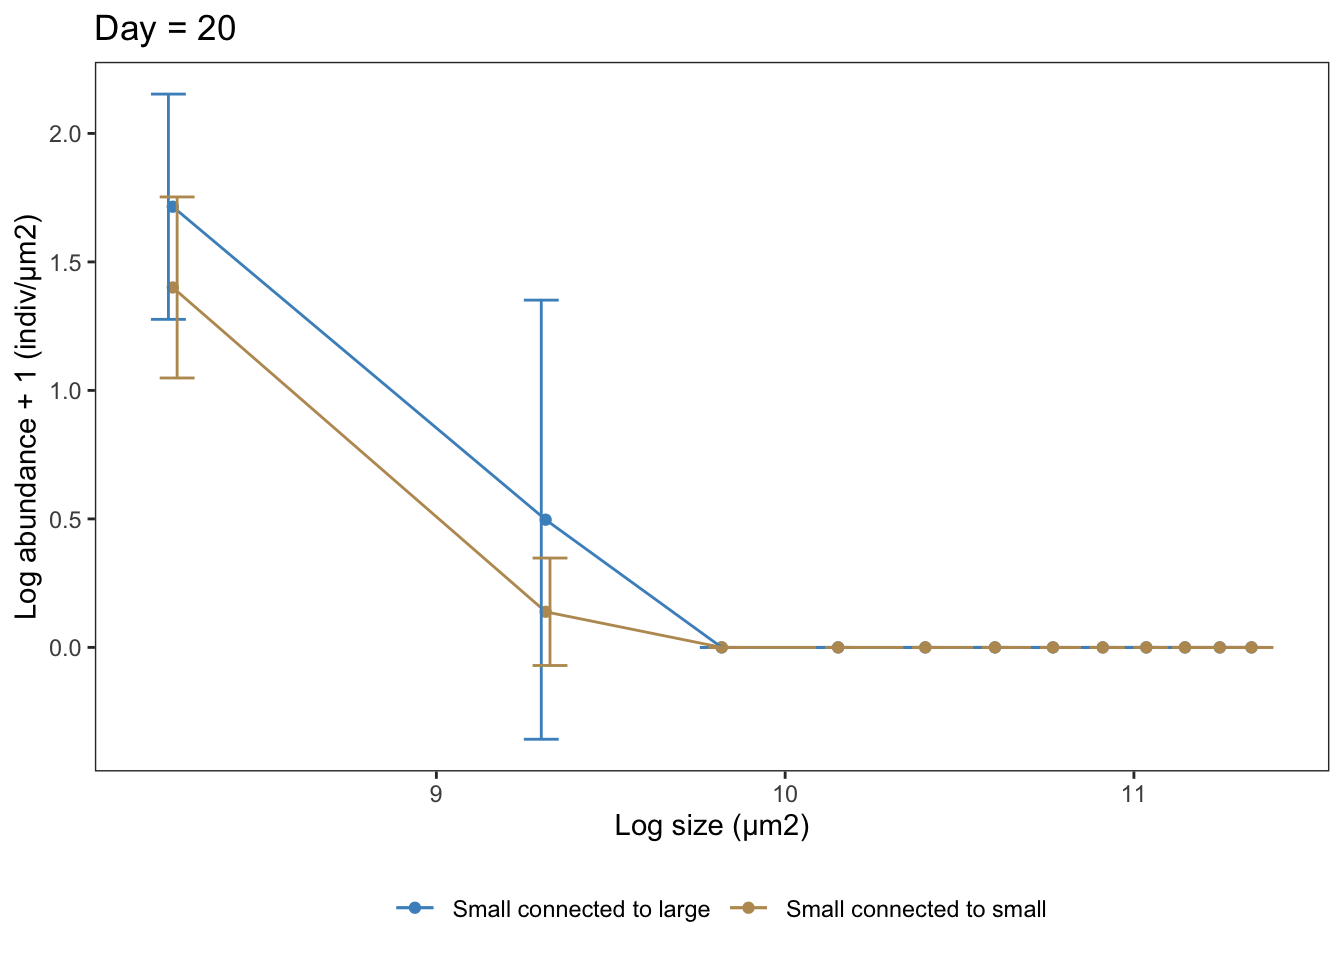 Day = 20
Log abundance + 1 (indiv/μm2)
2.0
1.5
1.0
0.5
0.0
9
10
11
Log size (μm2)
Small connected to large
Small connected to small